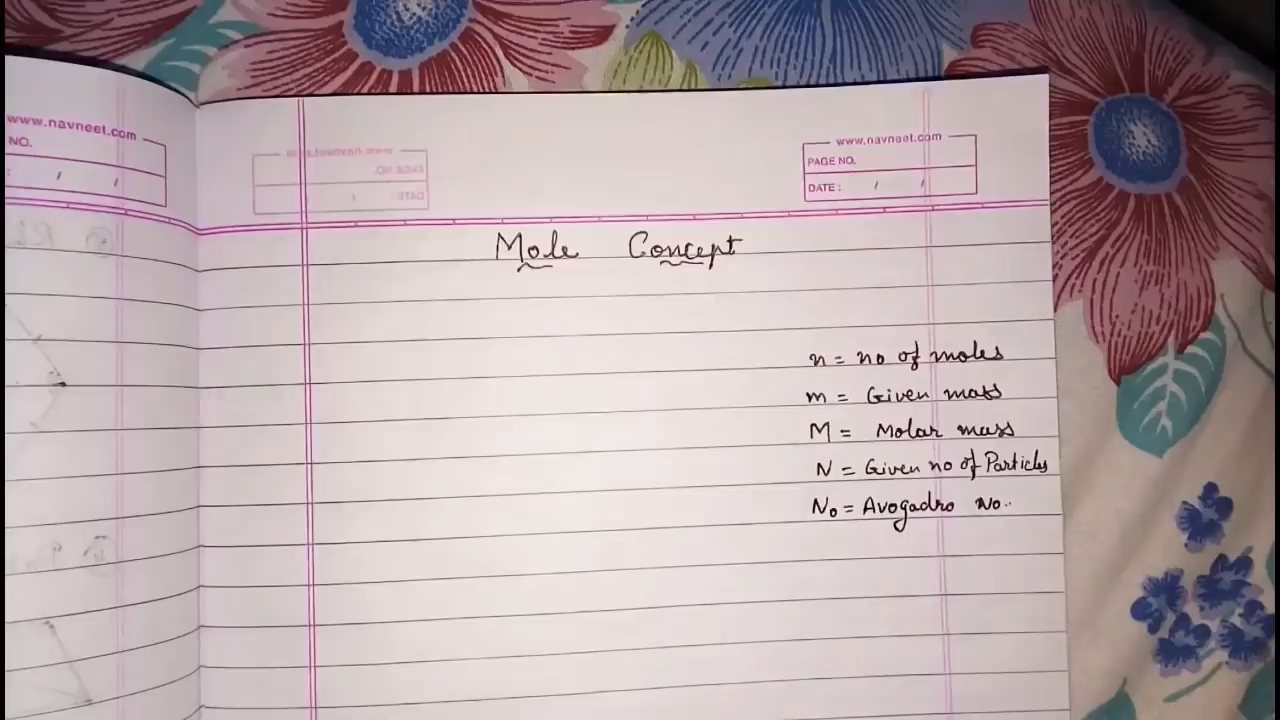 www.navneet.com
NO.
: / /
www.navneet.com
PAGE NO.
DATE : / /
Mole Concept
n = no of moles
m = Given mass
M = Molar mass
N = Given no of Particles
N₀ = Avogadro No.